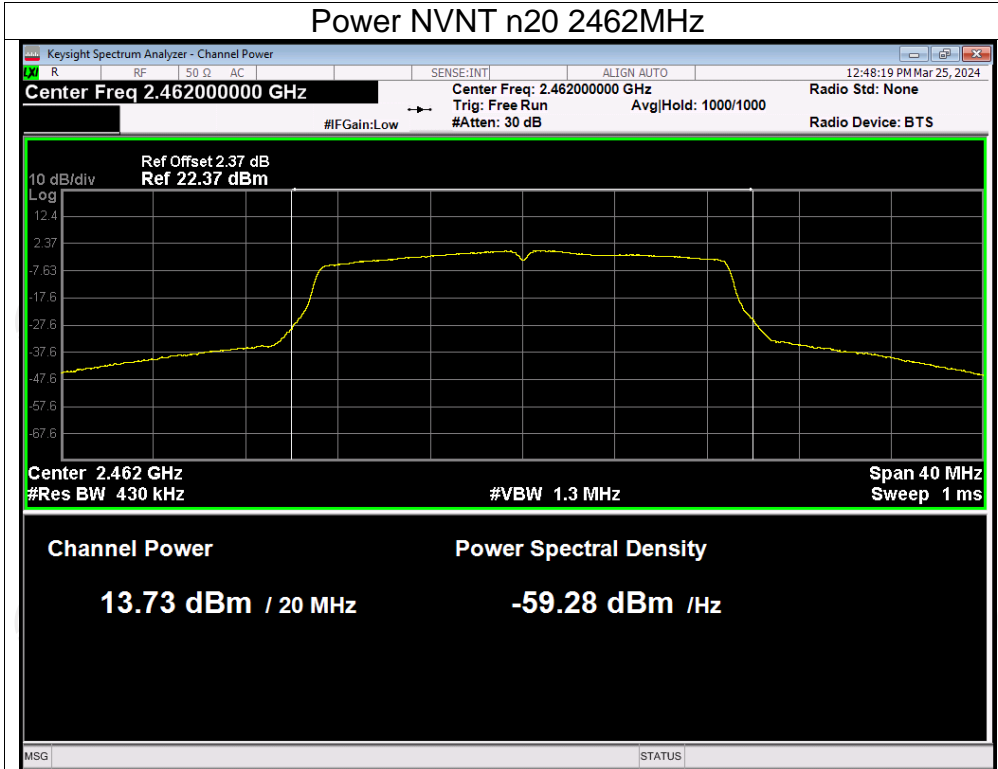 Power NVNT n20 2462MHz
Keysight Spectrum Analyzer - Channel Power
LXI R RF 50 Ω AC SENSE:INT ALIGN AUTO 12:48:19 PM Mar 25, 2024
Center Freq 2.462000000 GHz Center Freq: 2.462000000 GHz Radio Std: None
Trig: Free Run Avg|Hold: 1000/1000
#IFGain:Low #Atten: 30 dB Radio Device: BTS
Ref Offset 2.37 dB
10 dB/div Ref 22.37 dBm
Log
12.4
2.37
-7.63
-17.6
-27.6
-37.6
-47.6
-57.6
-67.6
Center 2.462 GHz Span 40 MHz
#Res BW 430 kHz #VBW 1.3 MHz Sweep 1 ms
Channel Power Power Spectral Density
13.73 dBm / 20 MHz -59.28 dBm /Hz
MSG STATUS